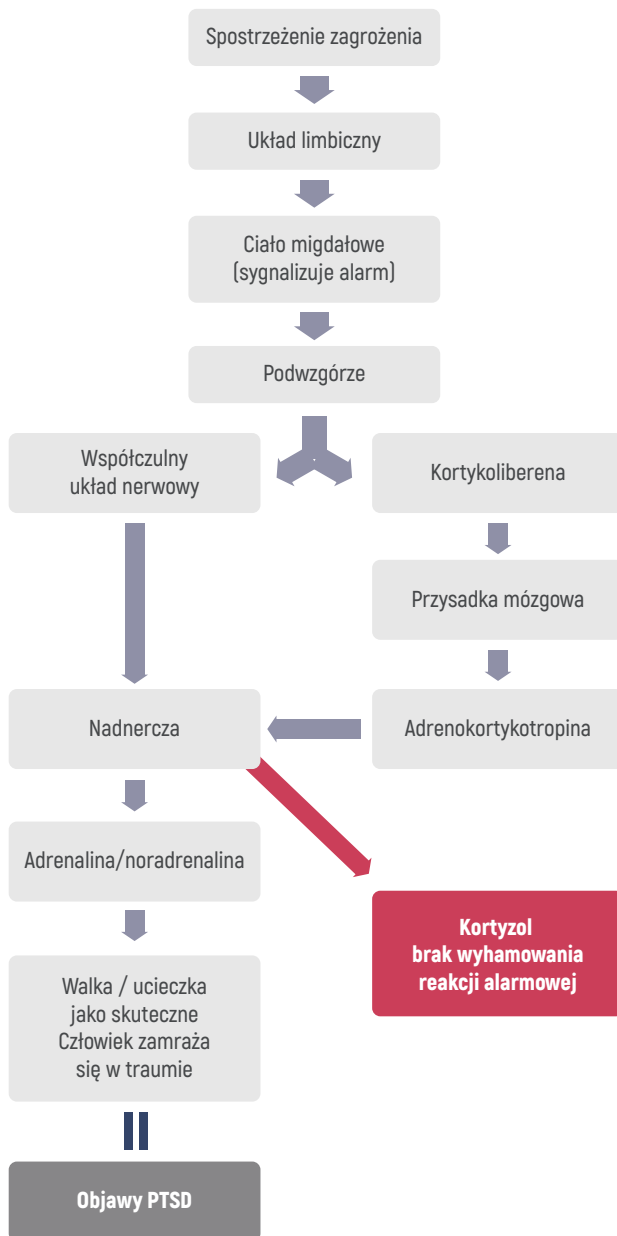 Spostrzeżenie zagrożenia
Układ limbiczny
Ciało migdałowe
(sygnalizuje alarm)
Podwzgórze
Współczulny
układ nerwowy
Kortykoliberena
Przysadka mózgowa
Nadnercza
Adrenokortykotropina
Adrenalina/noradrenalina
Kortyzol
brak wyhamowania
reakcji alarmowej
Walka / ucieczka
jako skuteczne
Człowiek zamraża
się w traumie
Objawy PTSD